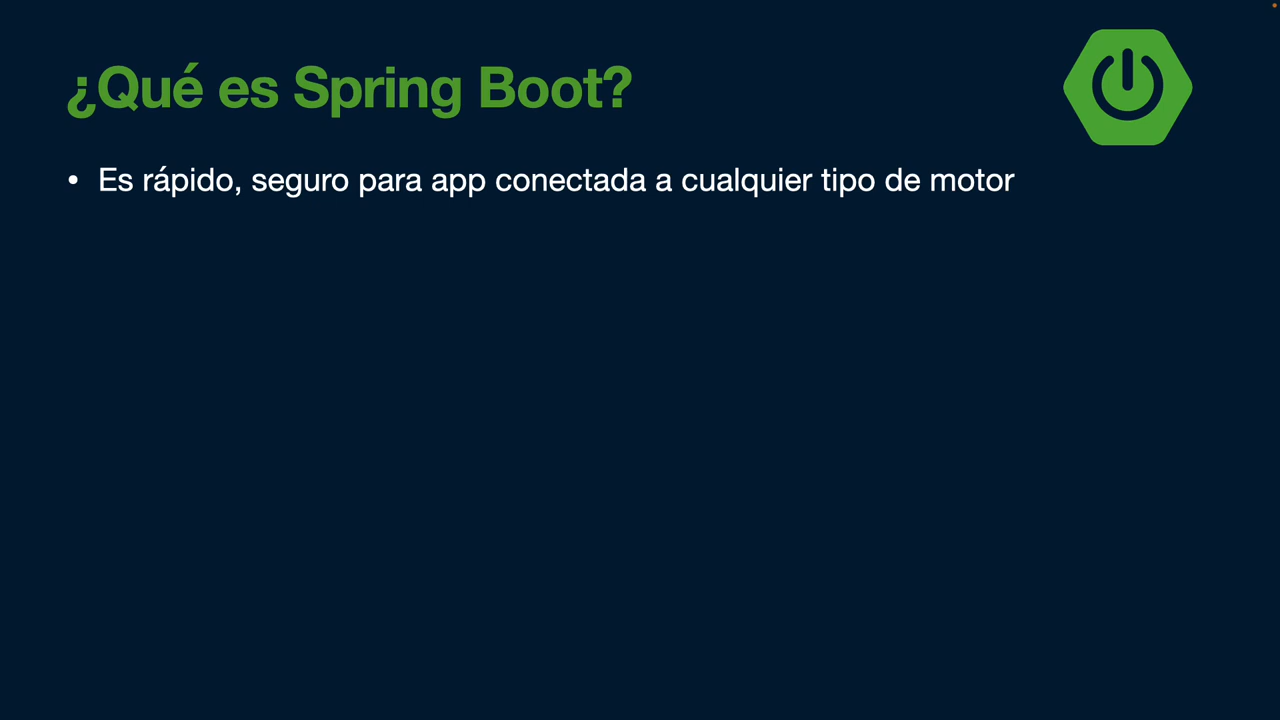 ¿Qué es Spring Boot?
• Es rápido, seguro para app conectada a cualquier tipo de motor